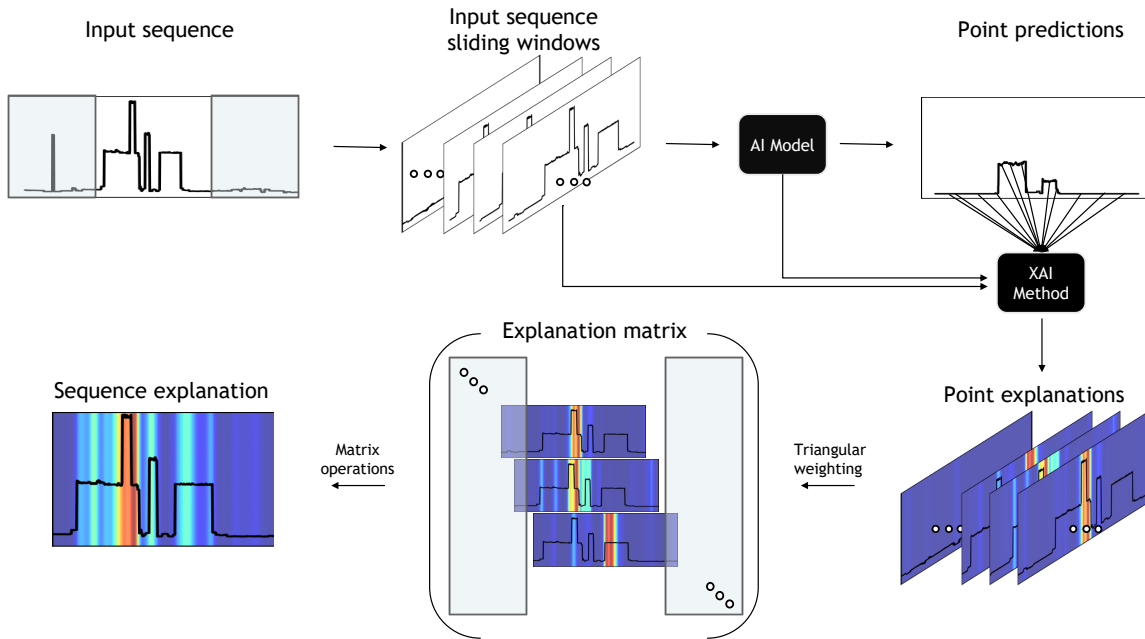 Input sequence
Input sequence
sliding windows
Point predictions
AI Model
XAI
Method
Explanation matrix
Sequence explanation
Point explanations
Matrix
operations
Triangular
weighting